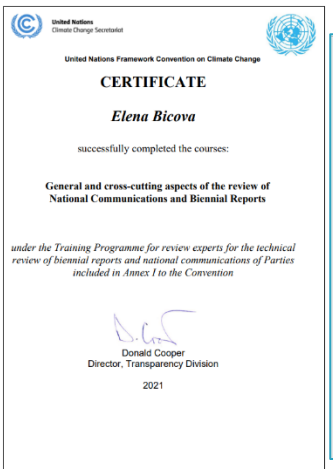 United Nations
Climate Change Secretariat
United Nations Framework Convention on Climate Change
CERTIFICATE
Elena Bicova
successfully completed the courses:
General and cross-cutting aspects of the review of
National Communications and Biennial Reports
under the Training Programme for review experts for the technical
review of biennial reports and national communications of Parties
included in Annex I to the Convention
Donald Cooper
Director, Transparency Division
2021